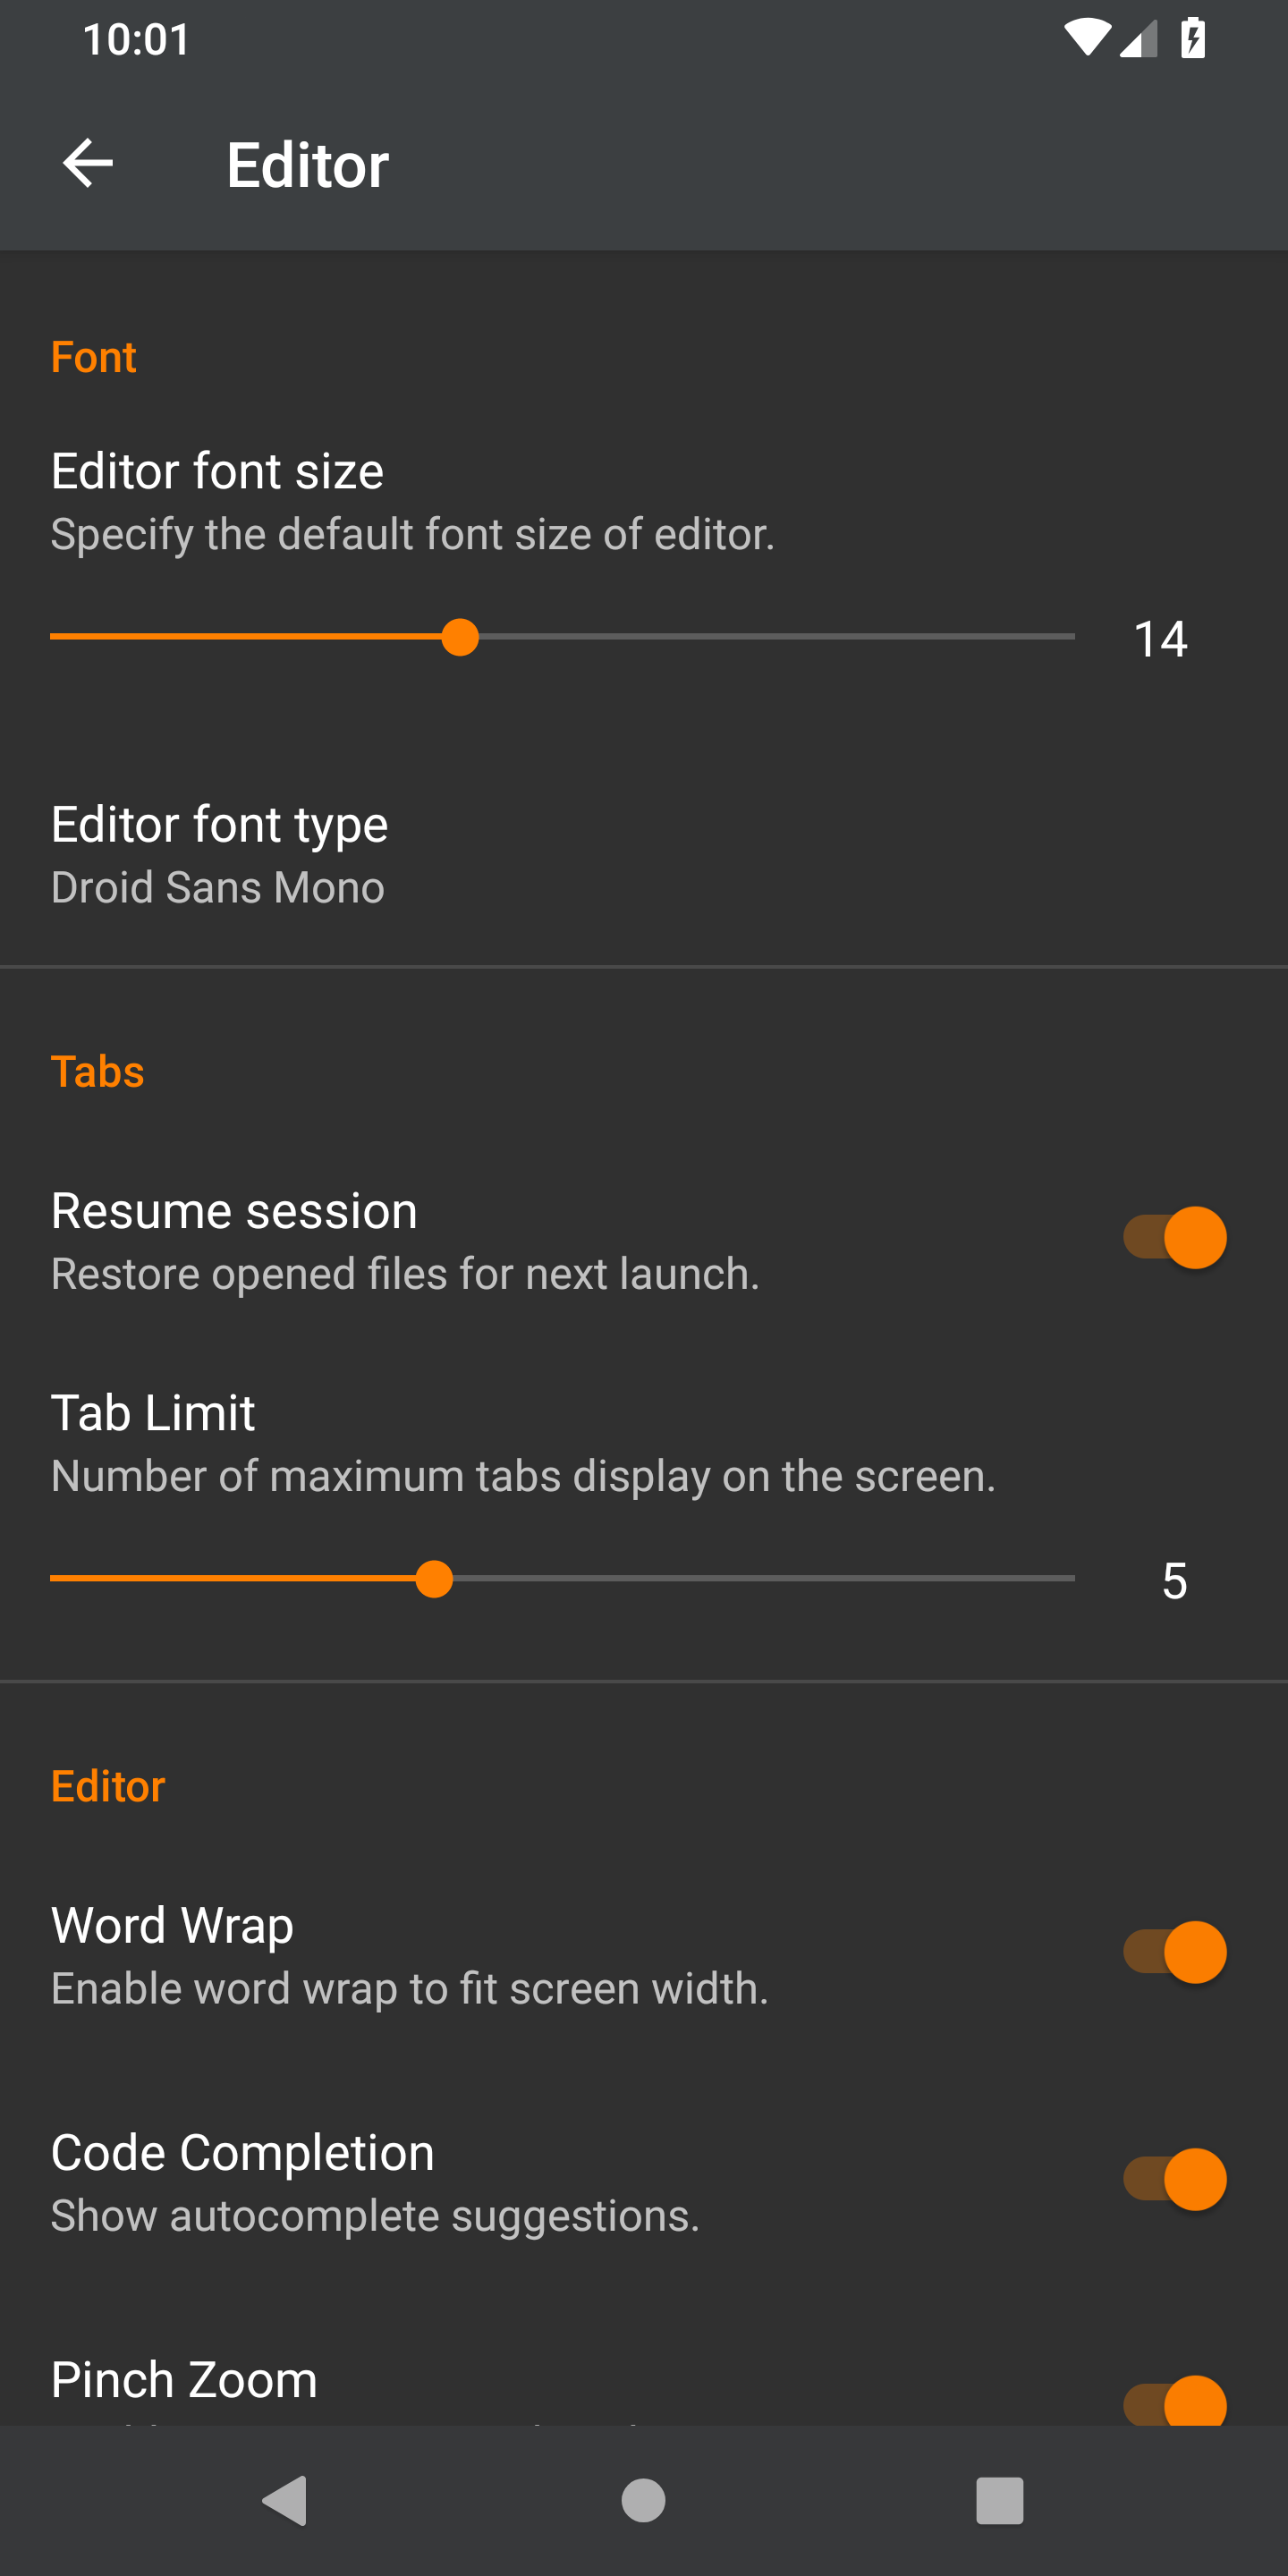 10:01
Editor
Font
Editor font size
Specify the default font size of editor.
14
Editor font type
Droid Sans Mono
Tabs
Resume session
Restore opened files for next launch.
Tab Limit
Number of maximum tabs display on the screen.
5
Editor
Word Wrap
Enable word wrap to fit screen width.
Code Completion
Show autocomplete suggestions.
Pinch Zoom